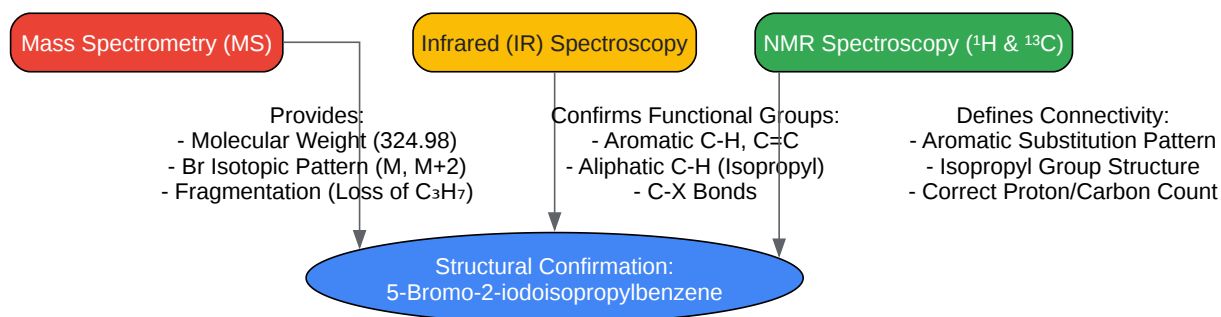 Mass Spectrometry (MS)
Infrared (IR) Spectroscopy
NMR Spectroscopy (¹H & ¹³C)
Provides:
- Molecular Weight (324.98)
- Br Isotopic Pattern (M, M+2)
- Fragmentation (Loss of C₃H₇)
Confirms Functional Groups:
- Aromatic C-H, C=C
- Aliphatic C-H (Isopropyl)
- C-X Bonds
Defines Connectivity:
- Aromatic Substitution Pattern
- Isopropyl Group Structure
- Correct Proton/Carbon Count
Structural Confirmation:
5-Bromo-2-iodoisopropylbenzene